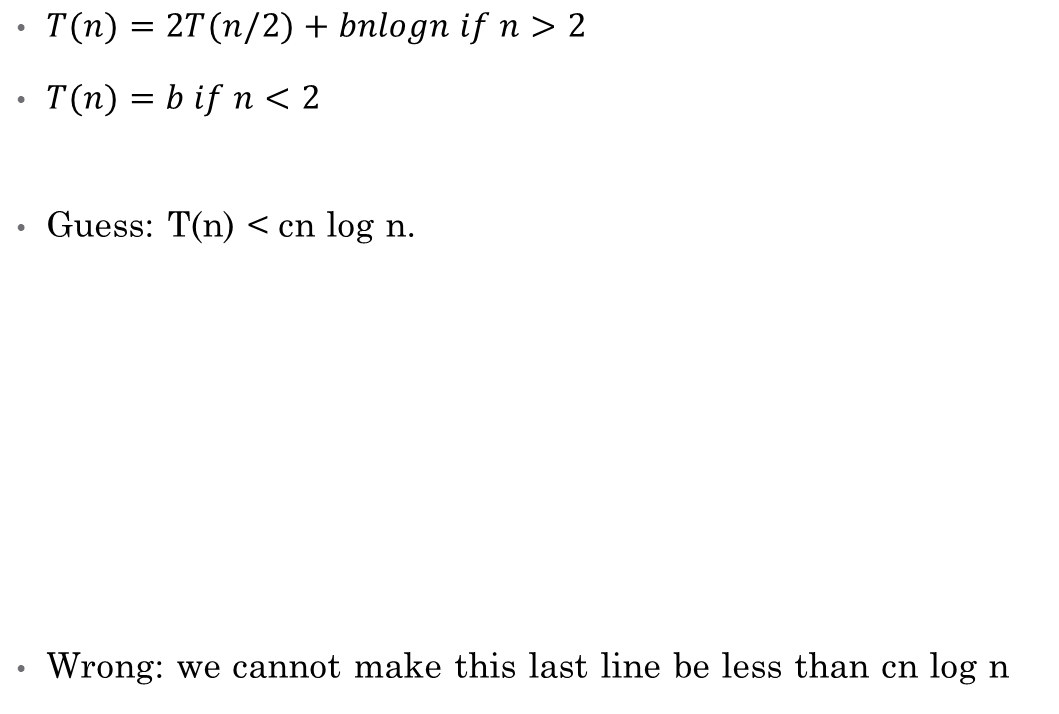 • T(n) = 2T(n/2) + bnlogn if n > 2
• T(n) = b if n < 2
• Guess: T(n) < cn log n.
• Wrong: we cannot make this last line be less than cn log n